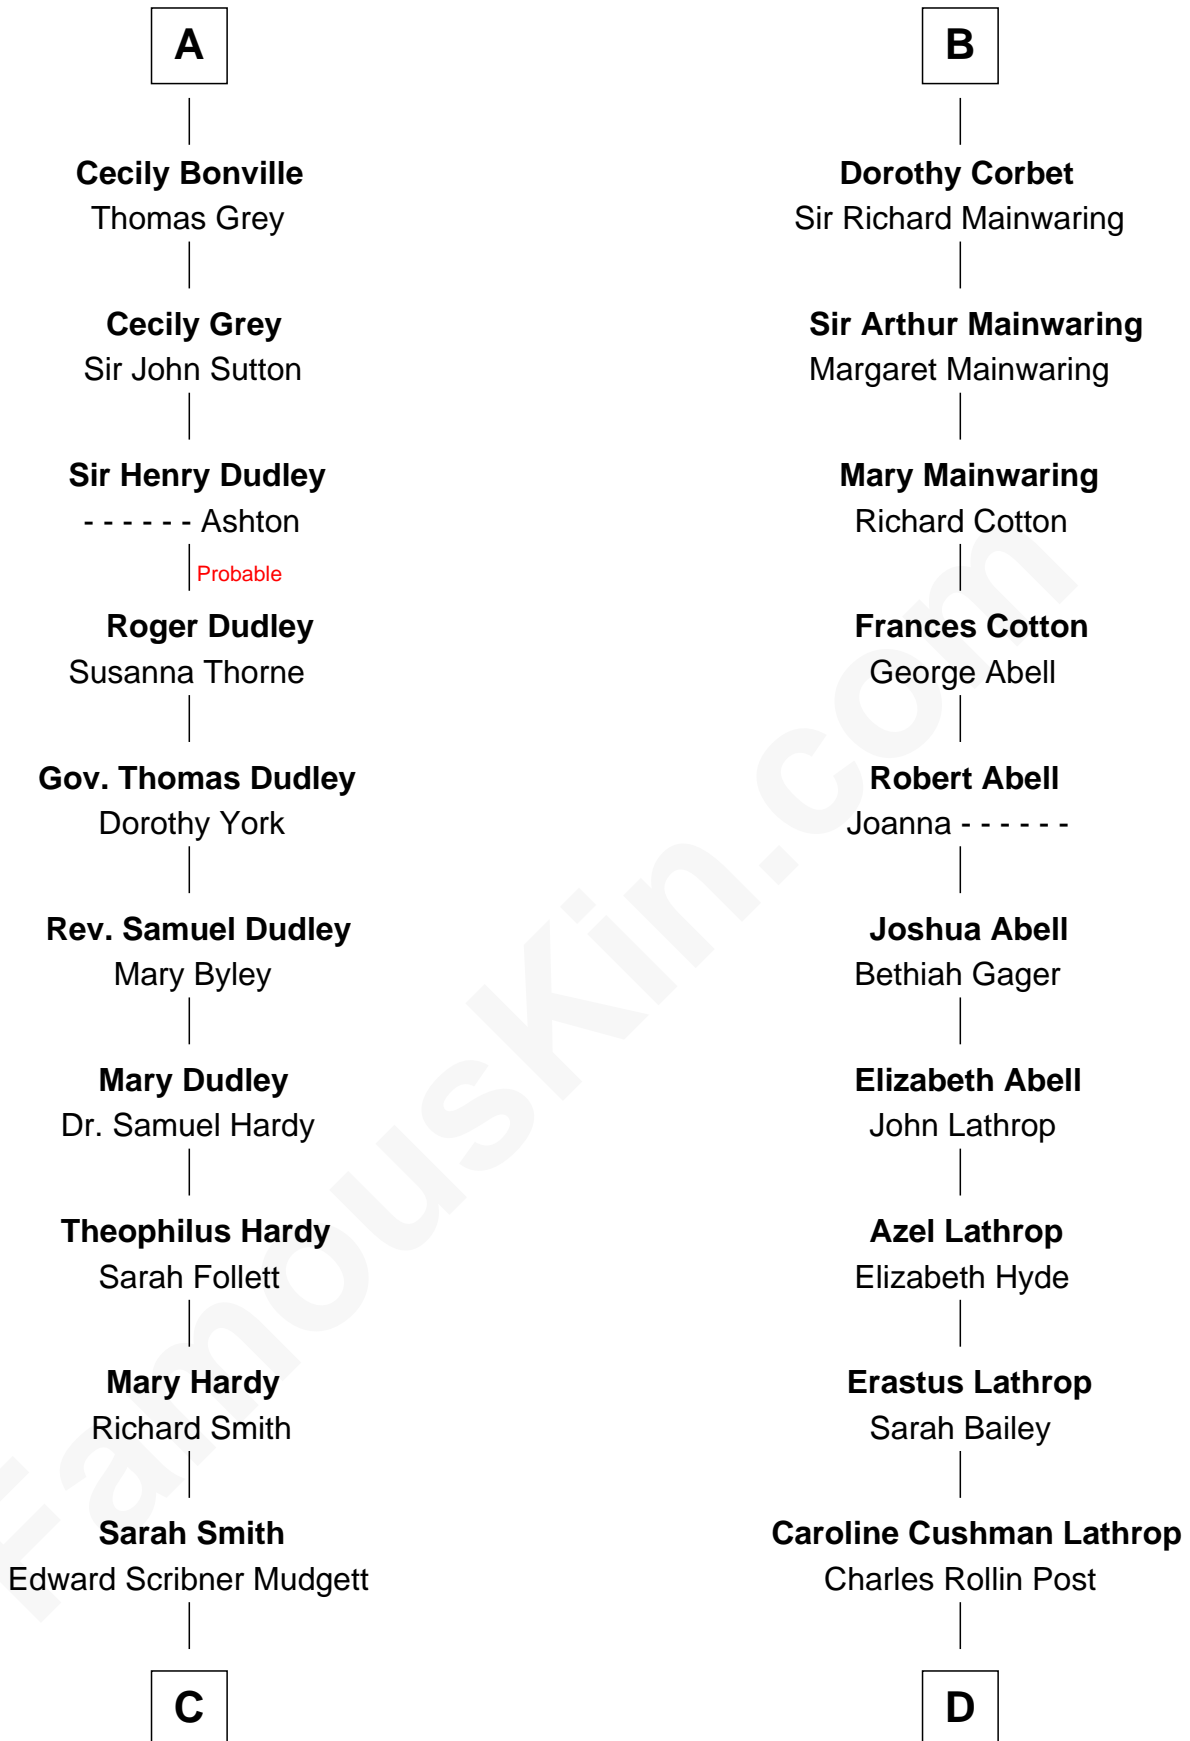 A
Cecily Bonville
Thomas Grey
Cecily Grey
Sir John Sutton
Sir Henry Dudley
- - - - - - Ashton
Probable
Roger Dudley
Susanna Thorne
Gov. Thomas Dudley
Dorothy York
Rev. Samuel Dudley
Mary Byley
Mary Dudley
Dr. Samuel Hardy
Theophilus Hardy
Sarah Follett
Mary Hardy
Richard Smith
Sarah Smith
Edward Scribner Mudgett
C
B
Dorothy Corbet
Sir Richard Mainwaring
Sir Arthur Mainwaring
Margaret Mainwaring
Mary Mainwaring
Richard Cotton
Frances Cotton
George Abell
Robert Abell
Joanna - - - - - -
Joshua Abell
Bethiah Gager
Elizabeth Abell
John Lathrop
Azel Lathrop
Elizabeth Hyde
Erastus Lathrop
Sarah Bailey
Caroline Cushman Lathrop
Charles Rollin Post
D
FamousKin.com